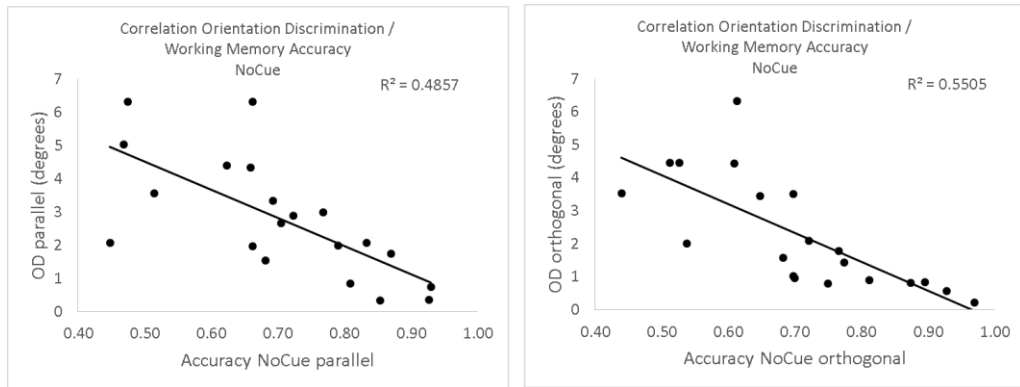 Correlation Orientation Discrimination /
Working Memory Accuracy
NoCue
R² = 0.4857
7
6
5
4
3
2
1
0
OD parallel (degrees)
0.40 0.50 0.60 0.70 0.80 0.90 1.00
Accuracy NoCue parallel
Correlation Orientation Discrimination /
Working Memory Accuracy
NoCue
R² = 0.5505
7
6
5
4
3
2
1
0
OD orthogonal (degrees)
0.40 0.50 0.60 0.70 0.80 0.90 1.00
Accuracy NoCue orthogonal